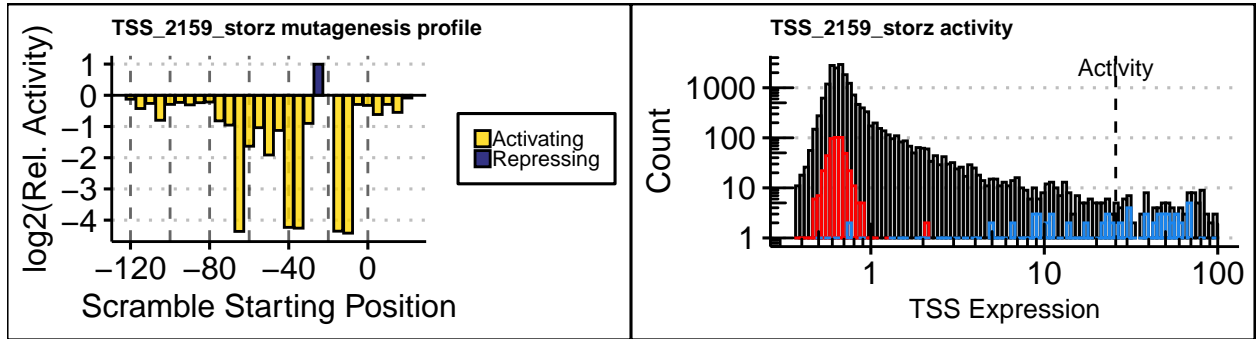 TSS_2159_storz mutagenesis profile
log2(Rel. Activity)
1
0
−1
−2
−3
−4
−120
−80
−40
0
Scramble Starting Position
Activating
Repressing
TSS_2159_storz activity
Activity
Count
1000
100
10
1
1
10
100
TSS Expression